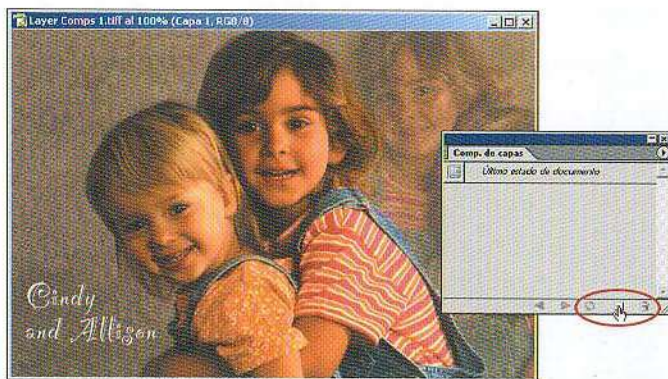 Layer Comps 1.tiff al 100% (Capa 1, RGB/8)
Comp. de capas
Último estado de documento
Cindy
and Allison